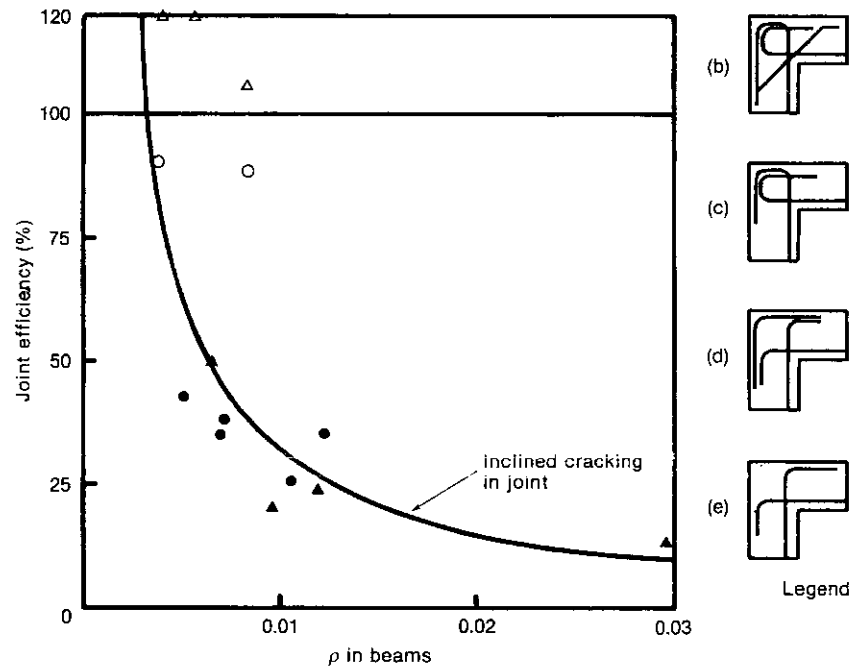 120
100
75
50
25
0
Joint efficiency (%)
0.01
0.02
0.03
ρ in beams
inclined cracking
in joint
(b)
(c)
(d)
(e)
Legend